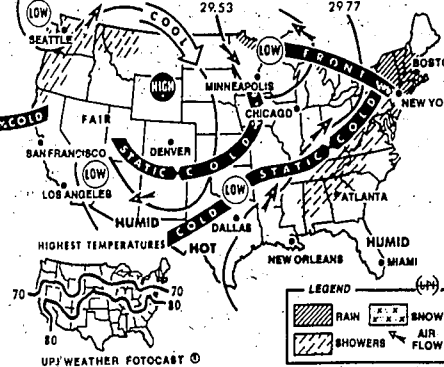 29.53
29.77
LOW
SEATTLE
COOL
LOW
FRONT
BOSTO
HIGH
MINNEAPOLIS
NEW YO
CHICAGO
COLD
FAIR
SAN FRANCISCO
DENVER
STATIC COLD
STATIC COLD
LOW
LOW
LOS ANGELES
ATLANTA
COLD
HUMID
DALLAS
HIGHEST TEMPERATURES
HOT
NEW ORLEANS
HUMID
MIAMI
70
70
80
80
LEGEND
UPI
RAIN
SNOW
SHOWERS
AIR
FLOW
UPI WEATHER FOTOCAST